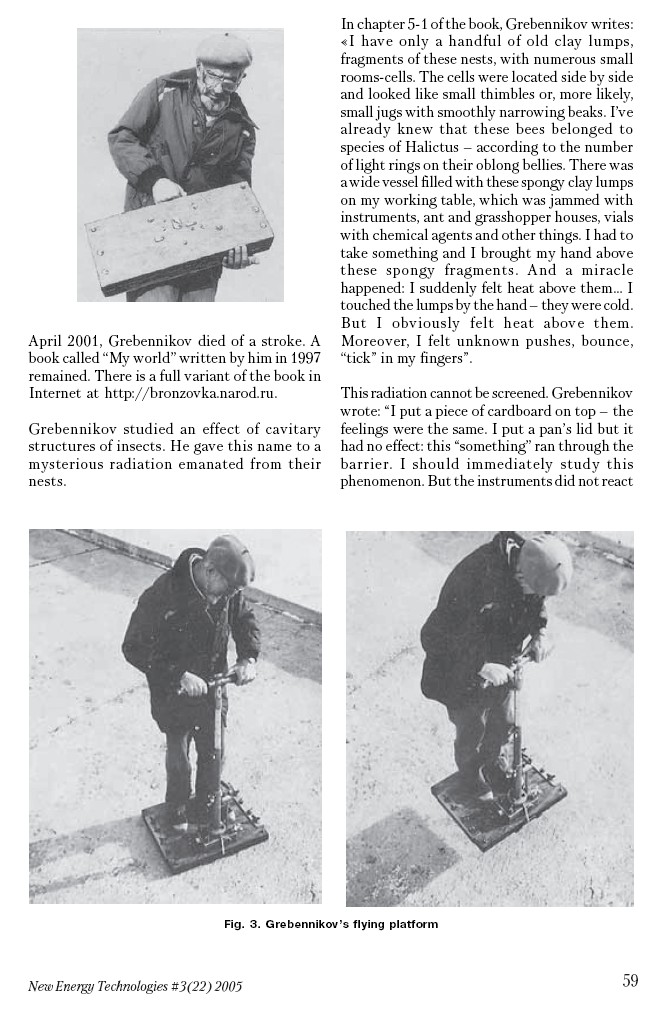 April 2001, Grebennikov died of a stroke. A
book called “My world” written by him in 1997
remained. There is a full variant of the book in
Internet at http://bronzovka.narod.ru.
Grebennikov studied an effect of cavitary
structures of insects. He gave this name to a
mysterious radiation emanated from their
nests.
In chapter 5-1 of the book, Grebennikov writes:
«I have only a handful of old clay lumps,
fragments of these nests, with numerous small
rooms-cells. The cells were located side by side
and looked like small thimbles or, more likely,
small jugs with smoothly narrowing beaks. I’ve
already knew that these bees belonged to
species of Halictus – according to the number
of light rings on their oblong bellies. There was
a wide vessel filled with these spongy clay lumps
on my working table, which was jammed with
instruments, ant and grasshopper houses, vials
with chemical agents and other things. I had to
take something and I brought my hand above
these spongy fragments. And a miracle
happened: I suddenly felt heat above them... I
touched the lumps by the hand – they were cold.
But I obviously felt heat above them.
Moreover, I felt unknown pushes, bounce,
“tick” in my fingers”.
This radiation cannot be screened. Grebennikov
wrote: “I put a piece of cardboard on top – the
feelings were the same. I put a pan’s lid but it
had no effect: this “something” ran through the
barrier. I should immediately study this
phenomenon. But the instruments did not react
Fig. 3. Grebennikov’s flying platform
New Energy Technologies #3(22) 2005
59